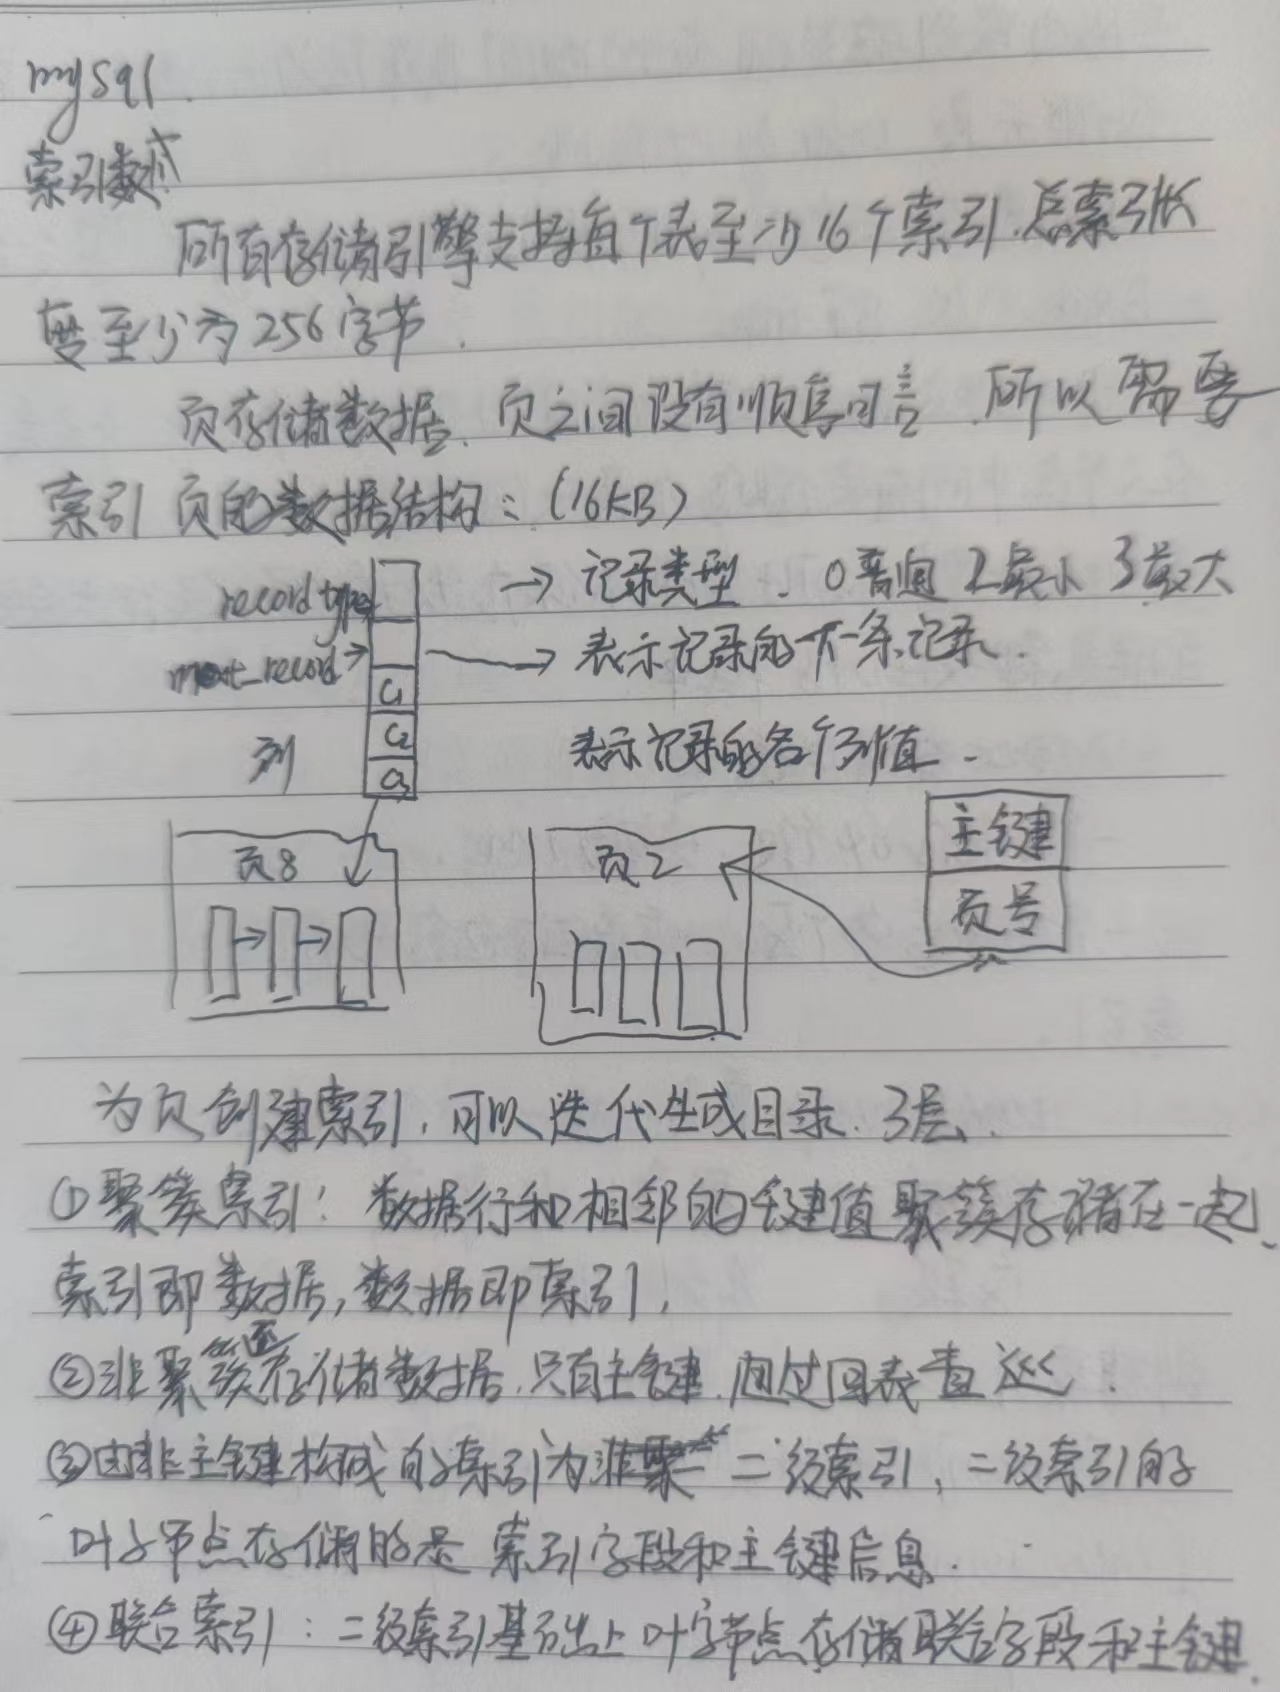 mysql.
索引数
所有存储引擎支持每个表至少16个索引.总索引长
度至少为256字节.
页存储数据.页之间没有顺序可言.所以需要
索引 页的数据结构:(16KB)
record type → 记录类型. 0普通 2最小 3最大
next_record → → 表示记录的下一条记录.
C1
列 C2 表示记录的各个列值.
C3
主键
页8 页2 页号
为页创建索引.可以迭代生成目录.3层.
①聚簇索引:数据行和相邻的键值聚簇存储在一起、
索引即数据,数据即索引,
②非聚簇存储数据.只有主键.通过回表查.
③由非主键构成的索引为二级索引,二级索引的
叶子节点存储的是 索引字段和主键信息.
④联合索引:二级索引基础上叶子节点存储联合字段和主键.